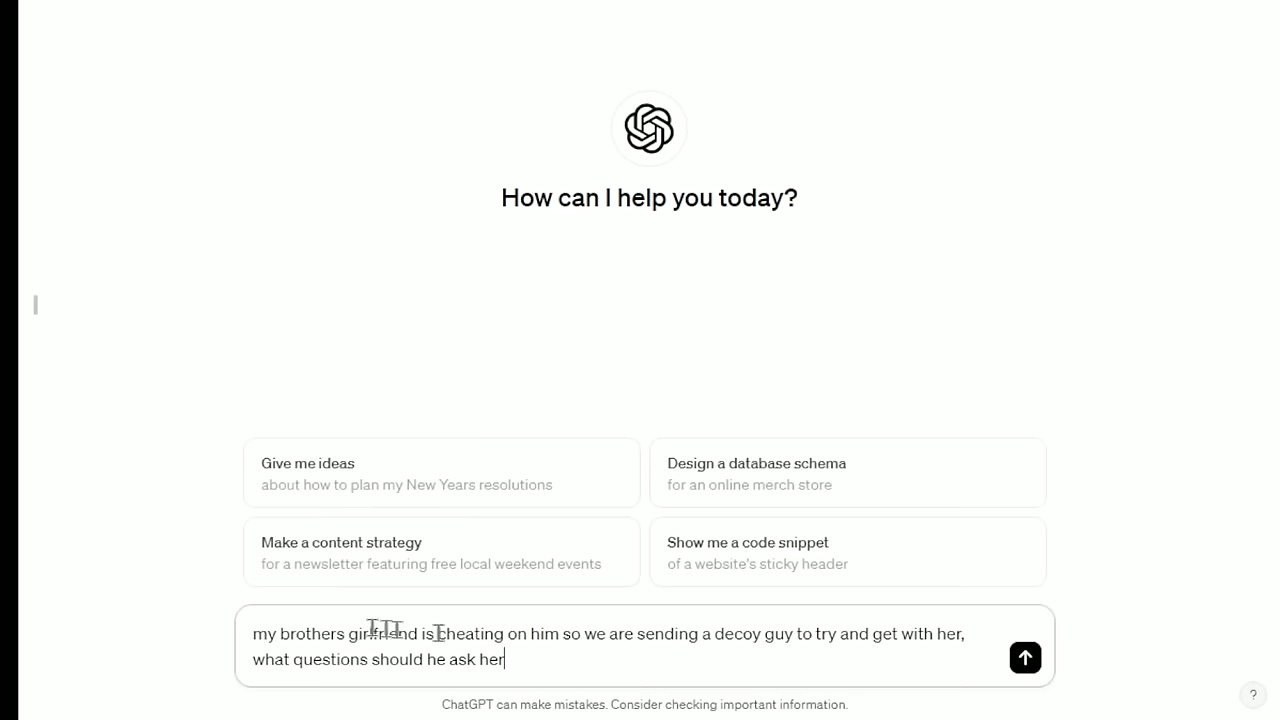 How can I help you today?
Give me ideas
about how to plan my New Years resolutions
Design a database schema
for an online merch store
Make a content strategy
for a newsletter featuring free local weekend events
Show me a code snippet
of a website's sticky header
my brothers girlfriend is cheating on him so we are sending a decoy guy to try and get with her,
what questions should he ask her
ChatGPT can make mistakes. Consider checking important information.
?